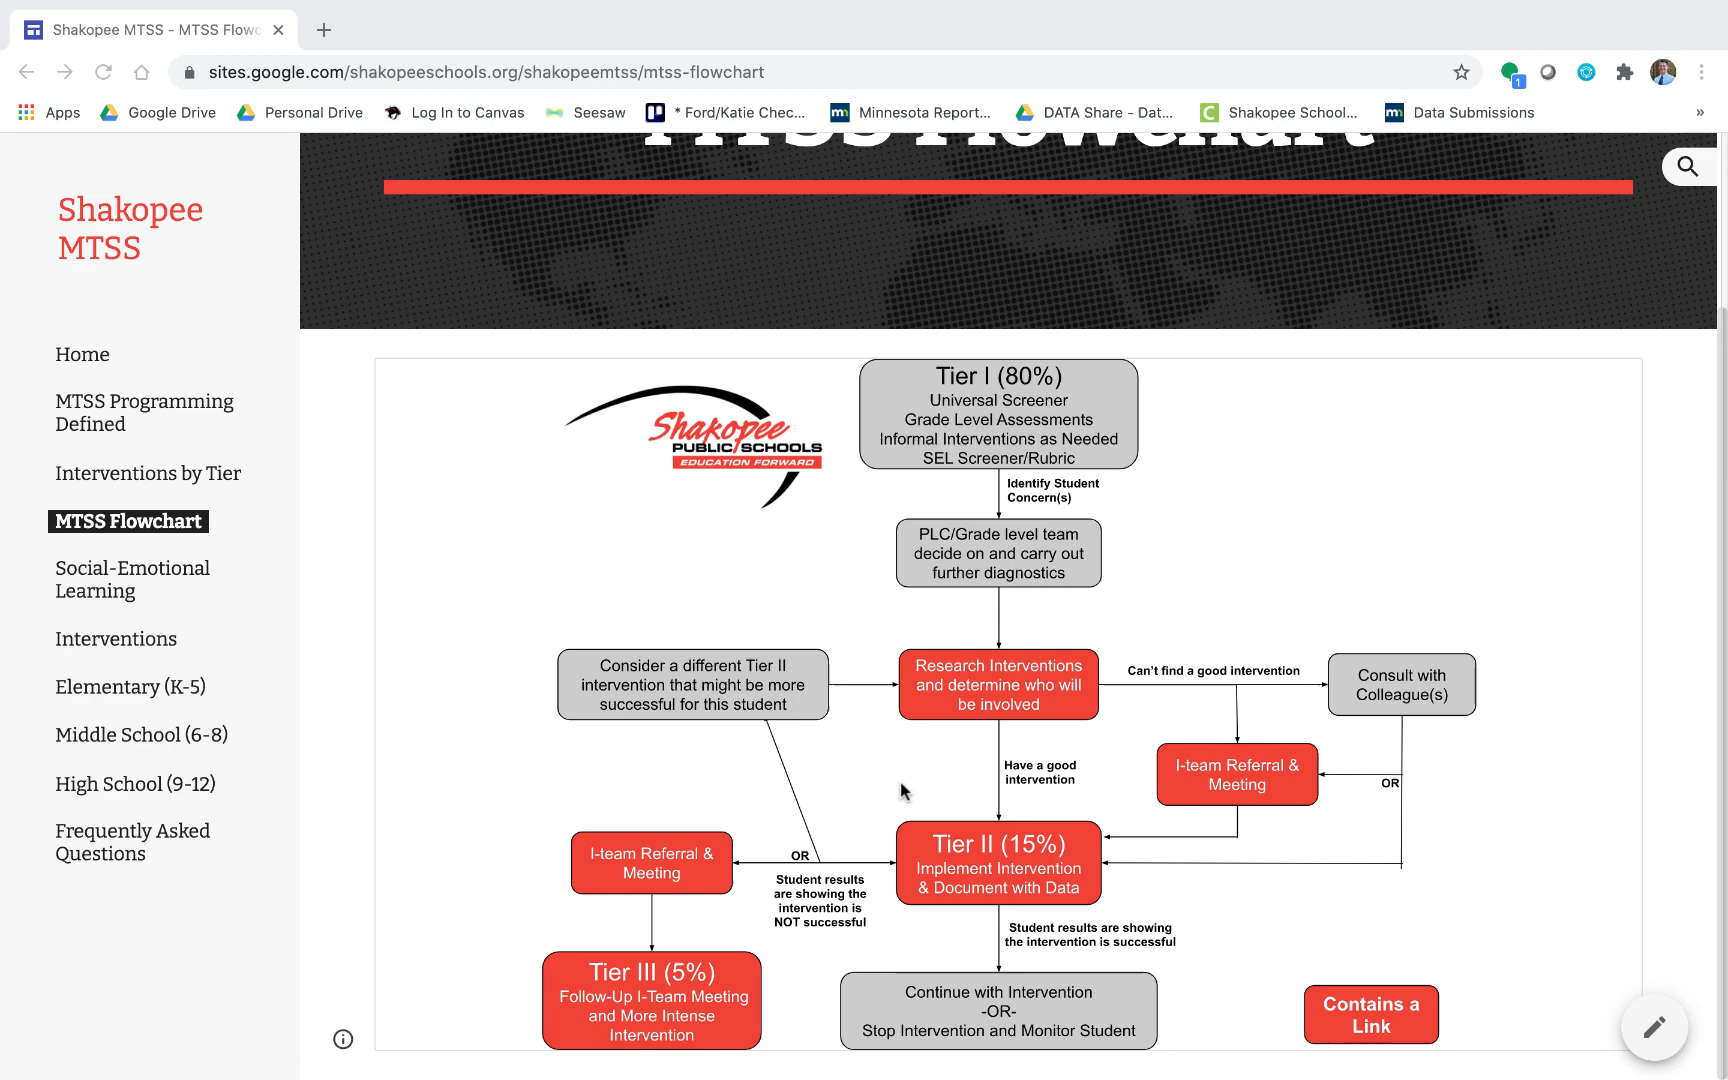 Shakopee MTSS - MTSS Flowc
sites.google.com/shakopeeschools.org/shakopeemtss/mtss-flowchart
1
Apps
Google Drive
Personal Drive
Log In to Canvas
Seesaw
* Ford/Katie Chec...
Minnesota Report...
DATA Share - Dat...
Shakopee School...
Data Submissions
»
MTSS Flowchart
Shakopee
MTSS
Home
MTSS Programming
Defined
Interventions by Tier
MTSS Flowchart
Social-Emotional
Learning
Interventions
Elementary (K-5)
Middle School (6-8)
High School (9-12)
Frequently Asked
Questions
Shakopee
PUBLIC SCHOOLS
EDUCATION FORWARD
Tier I (80%)
Universal Screener
Grade Level Assessments
Informal Interventions as Needed
SEL Screener/Rubric
Identify Student
Concern(s)
PLC/Grade level team
decide on and carry out
further diagnostics
Consider a different Tier II
intervention that might be more
successful for this student
Research Interventions
and determine who will
be involved
Can't find a good intervention
Consult with
Colleague(s)
Have a good
intervention
I-team Referral &
Meeting
OR
I-team Referral &
Meeting
OR
Student results
are showing the
intervention is
NOT successful
Tier II (15%)
Implement Intervention
& Document with Data
Student results are showing
the intervention is successful
Tier III (5%)
Follow-Up I-Team Meeting
and More Intense
Intervention
Continue with Intervention
-OR-
Stop Intervention and Monitor Student
Contains a
Link